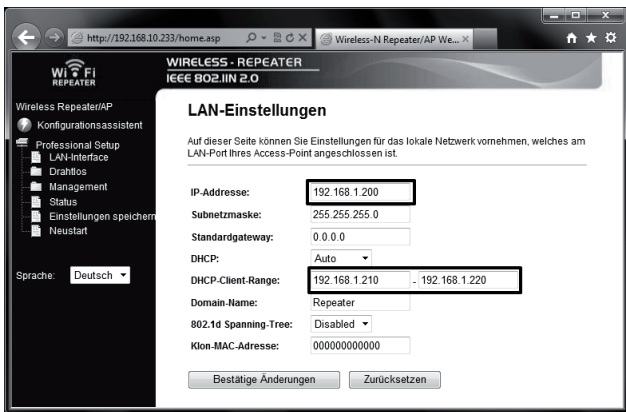 http://192.168.10.233/home.asp
Wireless-N Repeater/AP We...
WiFi
REPEATER
WIRELESS - REPEATER
IEEE 802.11N 2.0
Wireless Repeater/AP
Konfigurationsassistent
Professional Setup
LAN-Interface
Drahtlos
Management
Status
Einstellungen speichern
Neustart
Sprache: Deutsch
LAN-Einstellungen
Auf dieser Seite können Sie Einstellungen für das lokale Netzwerk vornehmen, welches am
LAN-Port Ihres Access-Point angeschlossen ist.
IP-Addresse: 192.168.1.200
Subnetzmaske: 255.255.255.0
Standardgateway: 0.0.0.0
DHCP: Auto
DHCP-Client-Range: 192.168.1.210 - 192.168.1.220
Domain-Name: Repeater
802.1d Spanning-Tree: Disabled
Klon-MAC-Adresse: 000000000000
Bestätige Änderungen Zurücksetzen